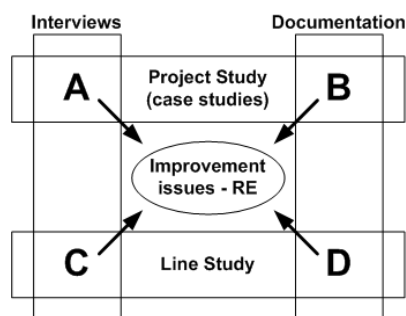 Interviews
Documentation
A
Project Study
(case studies)
B
Improvement
issues - RE
C
Line Study
D